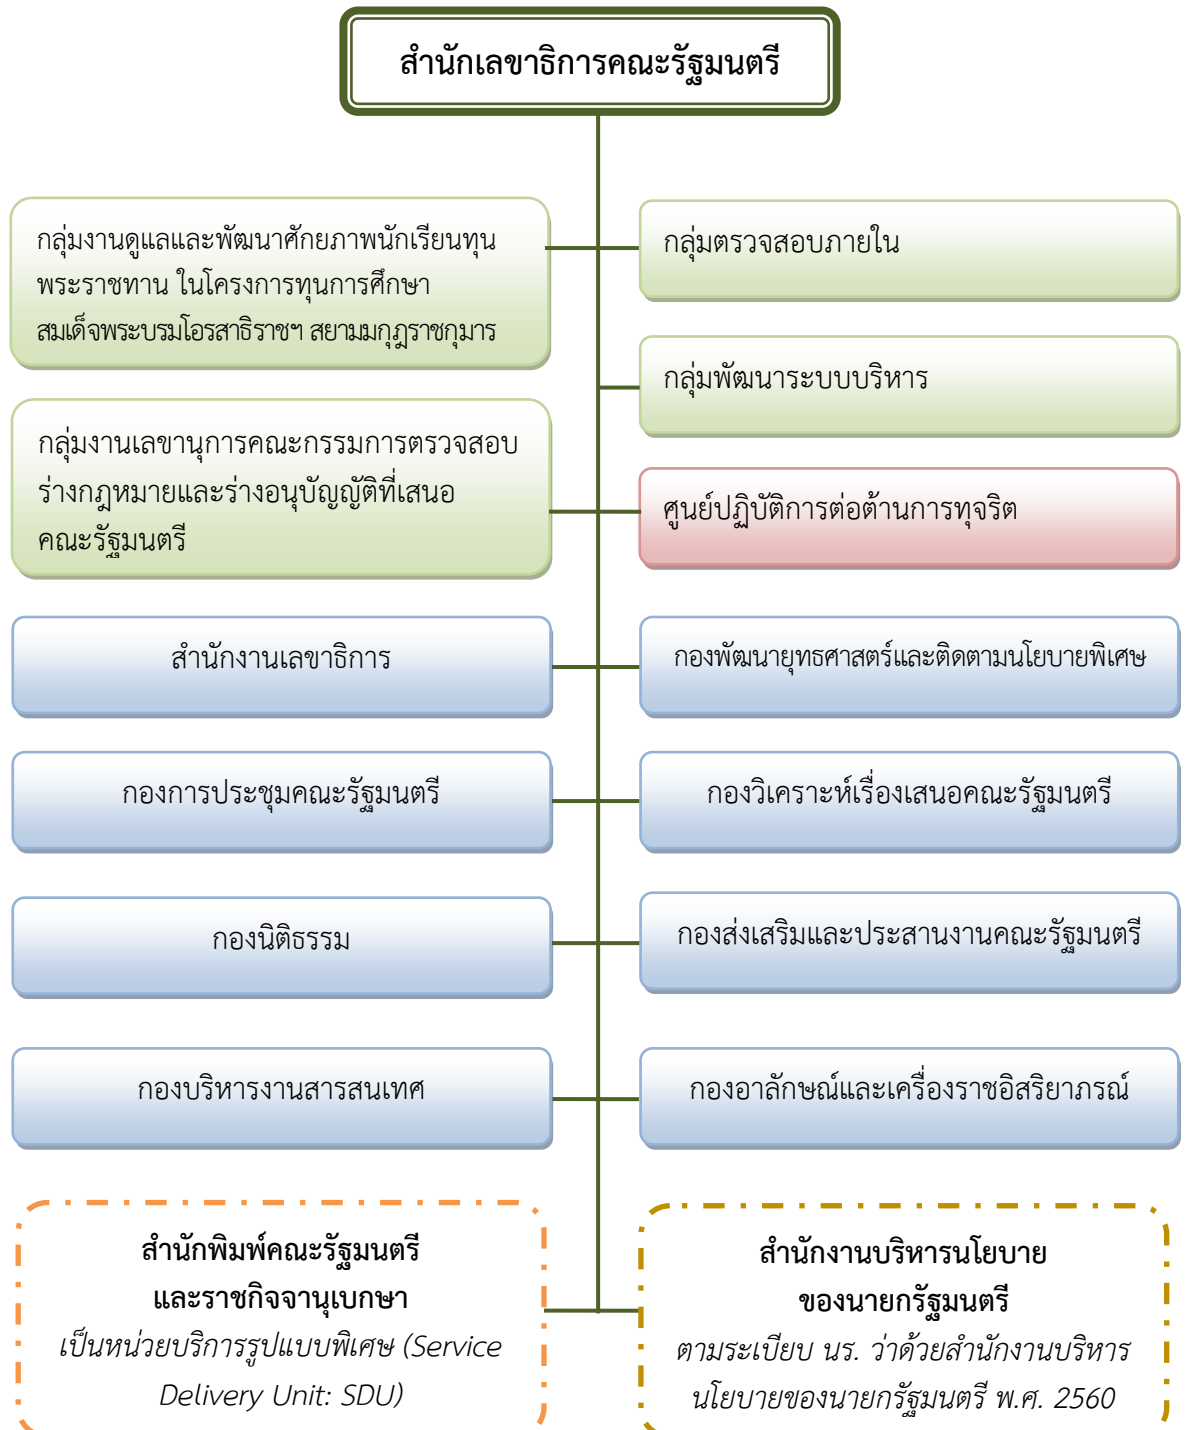 สำนักเลขาธิการคณะรัฐมนตรี
กลุ่มงานดูแลและพัฒนาศักยภาพนักเรียนทุน
พระราชทาน ในโครงการทุนการศึกษา
สมเด็จพระบรมโอรสาธิราชฯ สยามมกุฎราชกุมาร
กลุ่มตรวจสอบภายใน
กลุ่มพัฒนาระบบบริหาร
กลุ่มงานเลขานุการคณะกรรมการตรวจสอบ
ร่างกฎหมายและร่างอนุบัญญัติที่เสนอ
คณะรัฐมนตรี
ศูนย์ปฏิบัติการต่อต้านการทุจริต
สำนักงานเลขาธิการ
กองพัฒนายุทธศาสตร์และติดตามนโยบายพิเศษ
กองการประชุมคณะรัฐมนตรี
กองวิเคราะห์เรื่องเสนอคณะรัฐมนตรี
กองนิติธรรม
กองส่งเสริมและประสานงานคณะรัฐมนตรี
กองบริหารงานสารสนเทศ
กองอาลักษณ์และเครื่องราชอิสริยาภรณ์
สำนักพิมพ์คณะรัฐมนตรี
และราชกิจจานุเบกษา
เป็นหน่วยบริการรูปแบบพิเศษ (Service
Delivery Unit: SDU)
สำนักงานบริหารนโยบาย
ของนายกรัฐมนตรี
ตามระเบียบ นร. ว่าด้วยสำนักงานบริหาร
นโยบายของนายกรัฐมนตรี พ.ศ. 2560